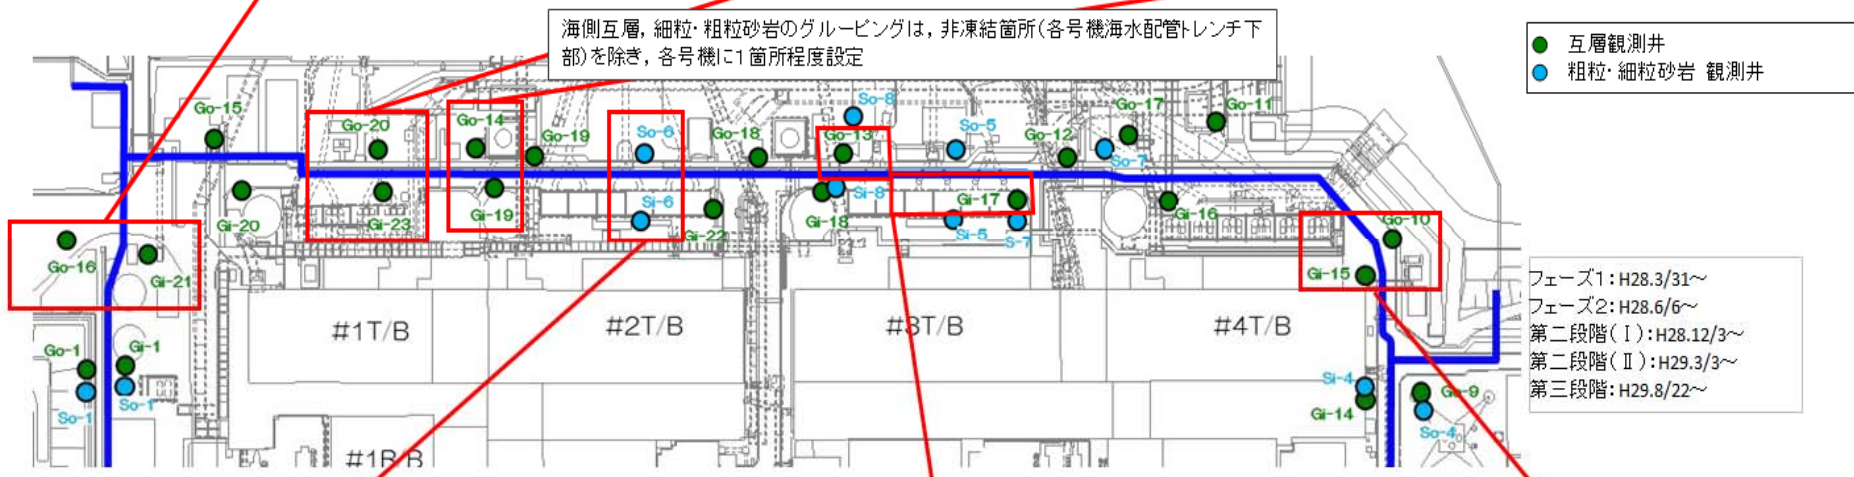 海側互層，細粒・粗粒砂岩のグルーピングは，非凍結箇所(各号機海水配管トレンチ下
部)を除き，各号機に1箇所程度設定
互層観測井
粗粒・細粒砂岩 観測井
Go-15
Go-20
Go-14
Go-19
So-6
Go-18
So-8
Go-13
So-5
Go-12
Go-17
So-7
Go-11
Gi-20
Gi-23
Gi-19
Si-6
Gi-22
Gi-18
Si-8
Gi-17
Si-5
S-7
Gi-16
Go-10
Gi-15
Go-16
Gi-21
フェーズ1：H28.3/31～
フェーズ2：H28.6/6～
第二段階(Ⅰ)：H28.12/3～
第二段階(Ⅱ)：H29.3/3～
第三段階：H29.8/22～
#1T/B
#2T/B
#3T/B
#4T/B
Go-1
Gi-1
So-1
So-1
Si-4
Gi-14
Go-9
So-4
#1R/B